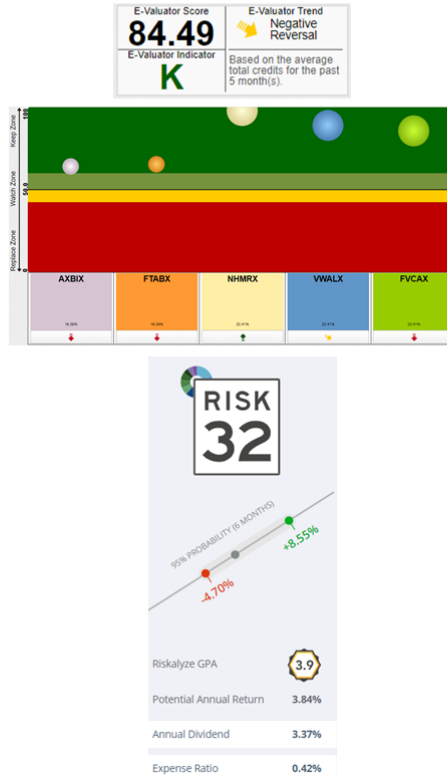 E-Valuator Score
84.49
E-Valuator Trend
Negative
Reversal
E-Valuator Indicator
K
Based on the average
total credits for the past
5 month(s).
Keep Zone
Watch Zone
Replace Zone
100
50.0
0
AXBIX
FTABX
NHMRX
VWALX
FVCAX
RISK
32
95% PROBABILITY (6 MONTHS)
-4.70%
+8.55%
Riskalyze GPA 3.9
Potential Annual Return 3.84%
Annual Dividend 3.37%
Expense Ratio 0.42%